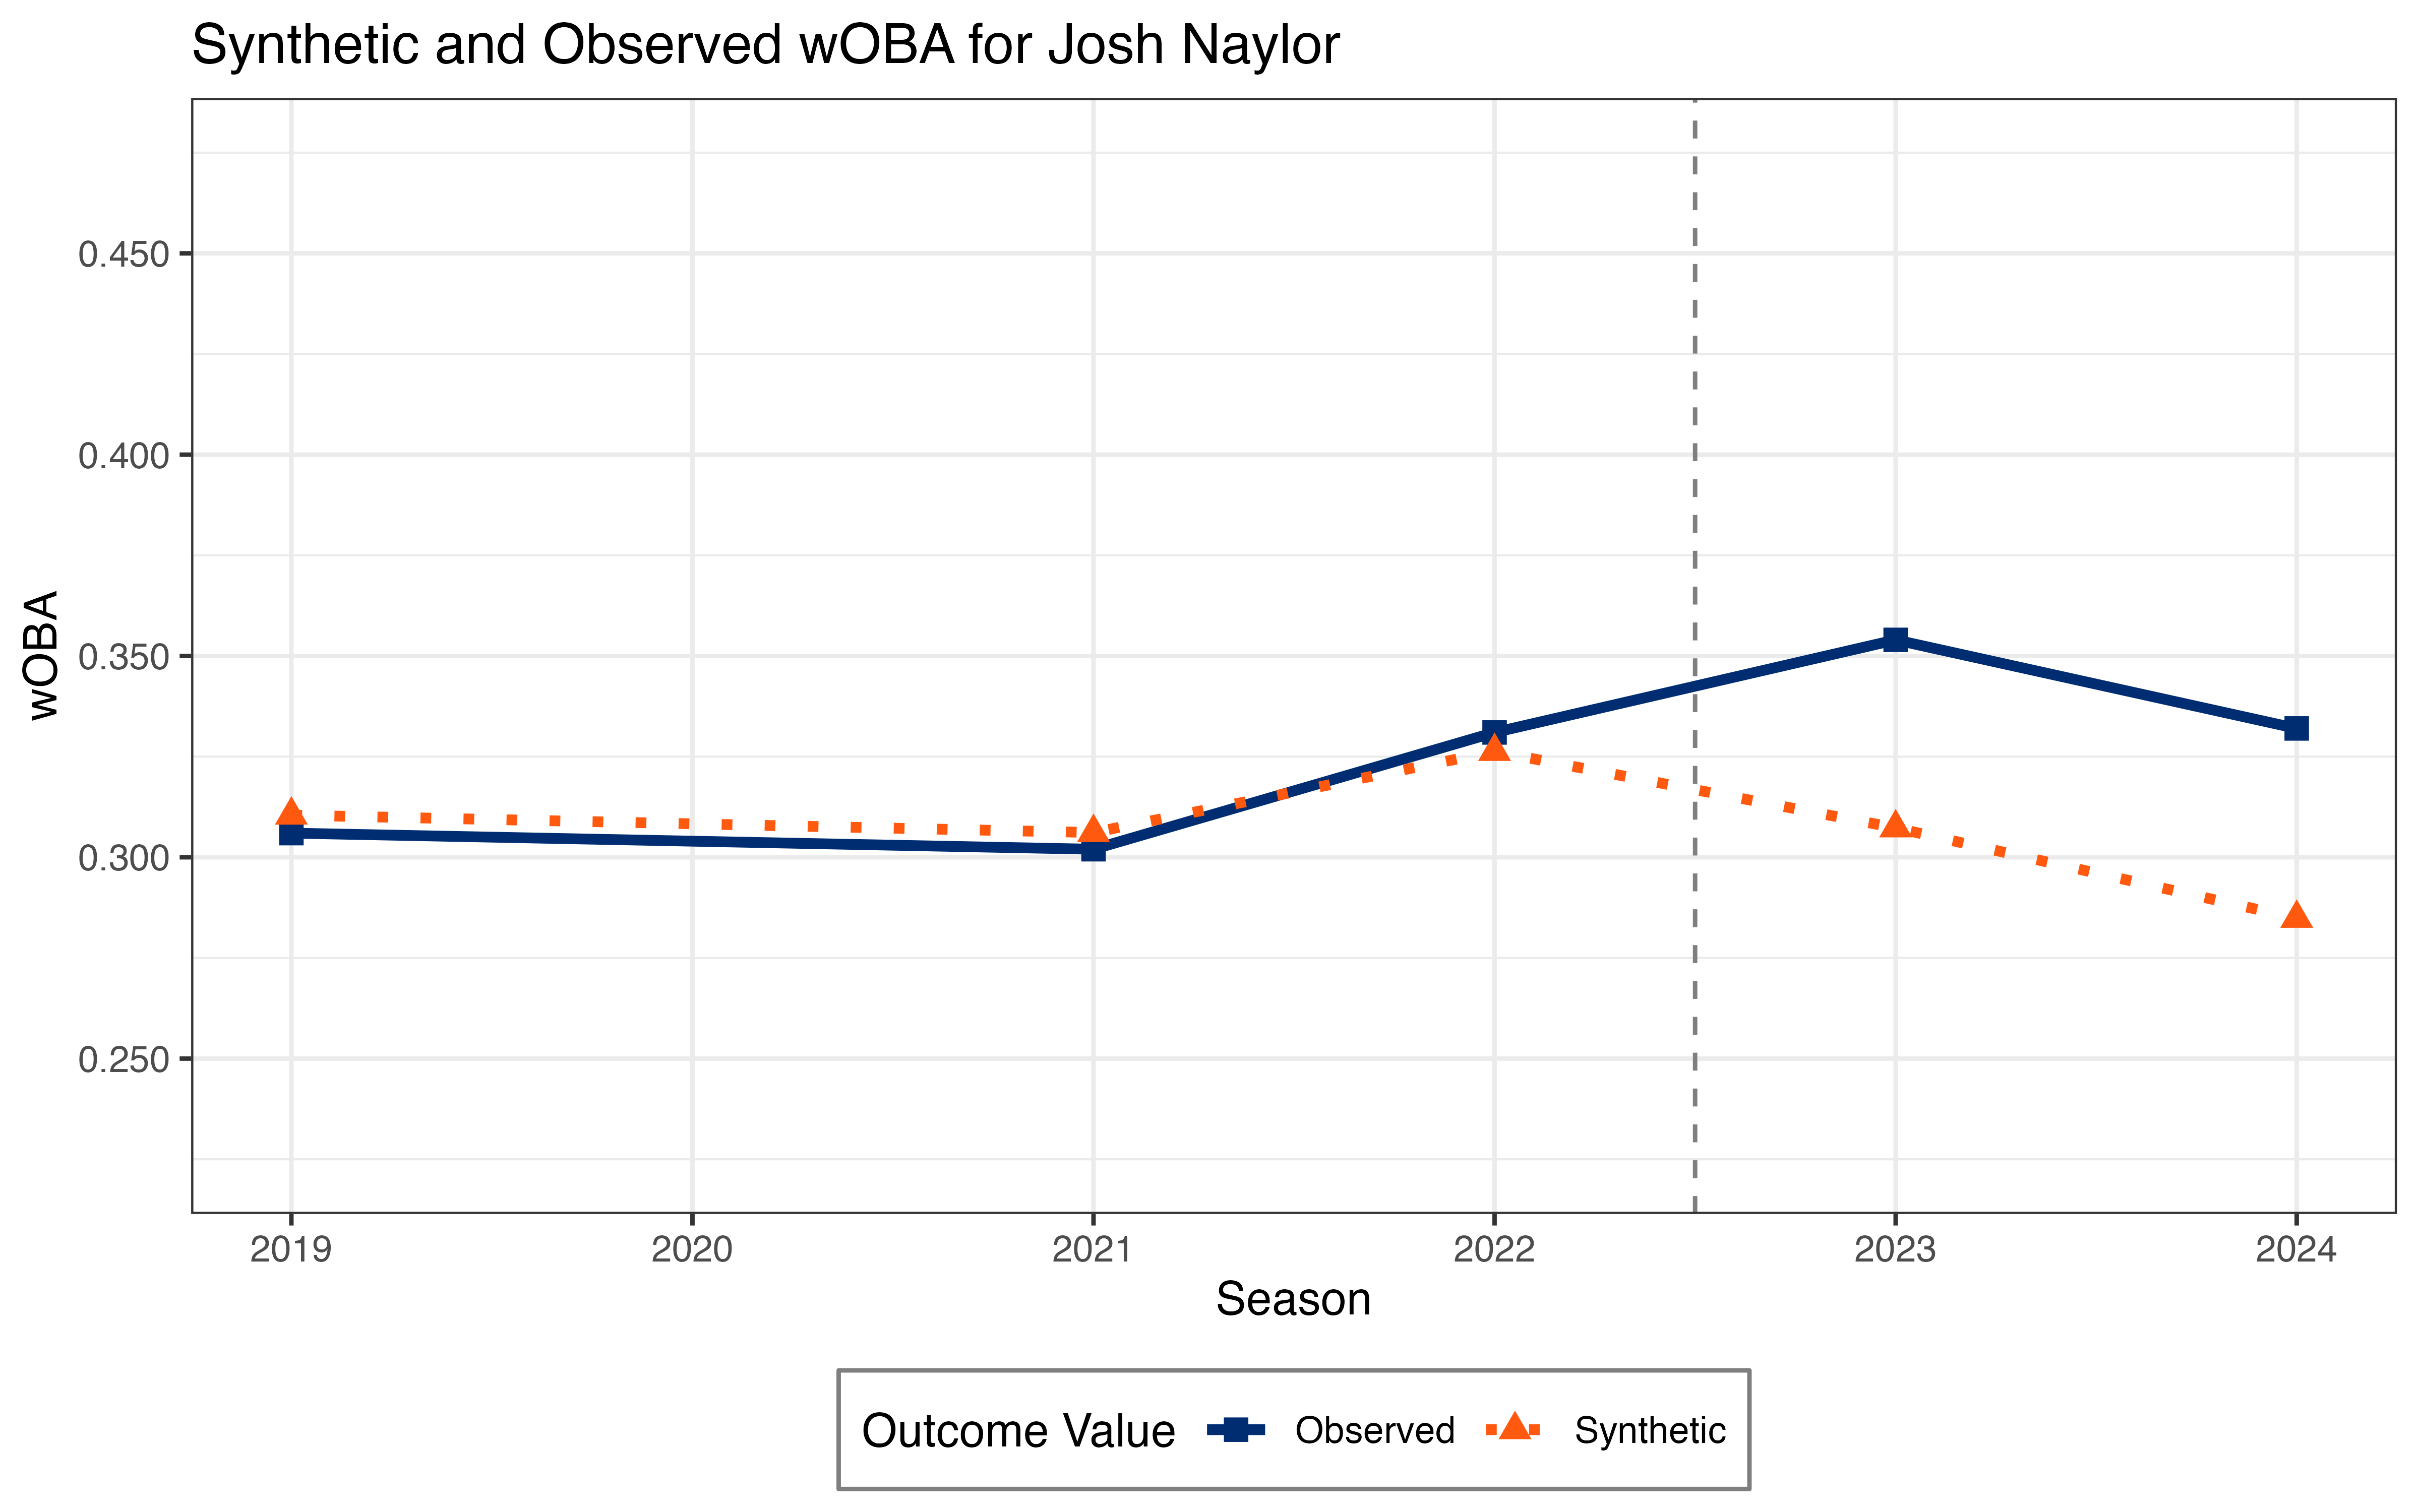 Synthetic and Observed wOBA for Josh Naylor
wOBA
0.450
0.400
0.350
0.300
0.250
2019 2020 2021 2022 2023 2024
Season
Outcome Value Observed Synthetic